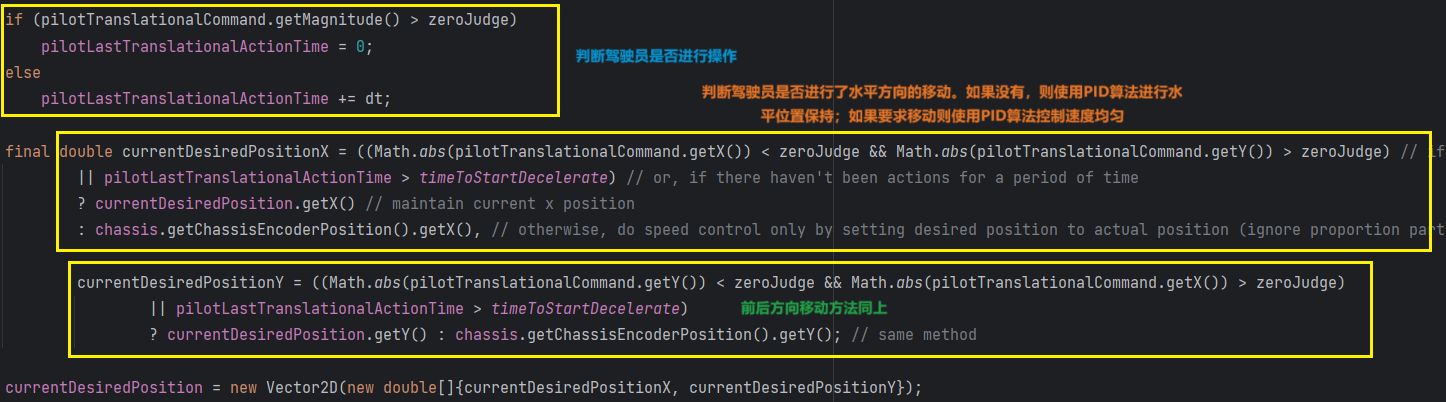 if (pilotTranslationalCommand.getMagnitude() > zeroJudge)
pilotLastTranslationalActionTime = 0;
else
pilotLastTranslationalActionTime += dt;
判断驾驶员是否进行操作
判断驾驶员是否进行了水平方向的移动。如果没有，则使用PID算法进行水
平位置保持；如果要求移动则使用PID算法控制速度均匀
final double currentDesiredPositionX = ((Math.abs(pilotTranslationalCommand.getX()) < zeroJudge && Math.abs(pilotTranslationalCommand.getY()) > zeroJudge) // if
|| pilotLastTranslationalActionTime > timeToStartDecelerate) // or, if there haven't been actions for a period of time
? currentDesiredPosition.getX() // maintain current x position
: chassis.getChassisEncoderPosition().getX(), // otherwise, do speed control only by setting desired position to actual position (ignore proportion part
currentDesiredPositionY = ((Math.abs(pilotTranslationalCommand.getY()) < zeroJudge && Math.abs(pilotTranslationalCommand.getX()) > zeroJudge)
|| pilotLastTranslationalActionTime > timeToStartDecelerate) 前后方向移动方法同上
? currentDesiredPosition.getY() : chassis.getChassisEncoderPosition().getY(); // same method
currentDesiredPosition = new Vector2D(new double[]{currentDesiredPositionX, currentDesiredPositionY});